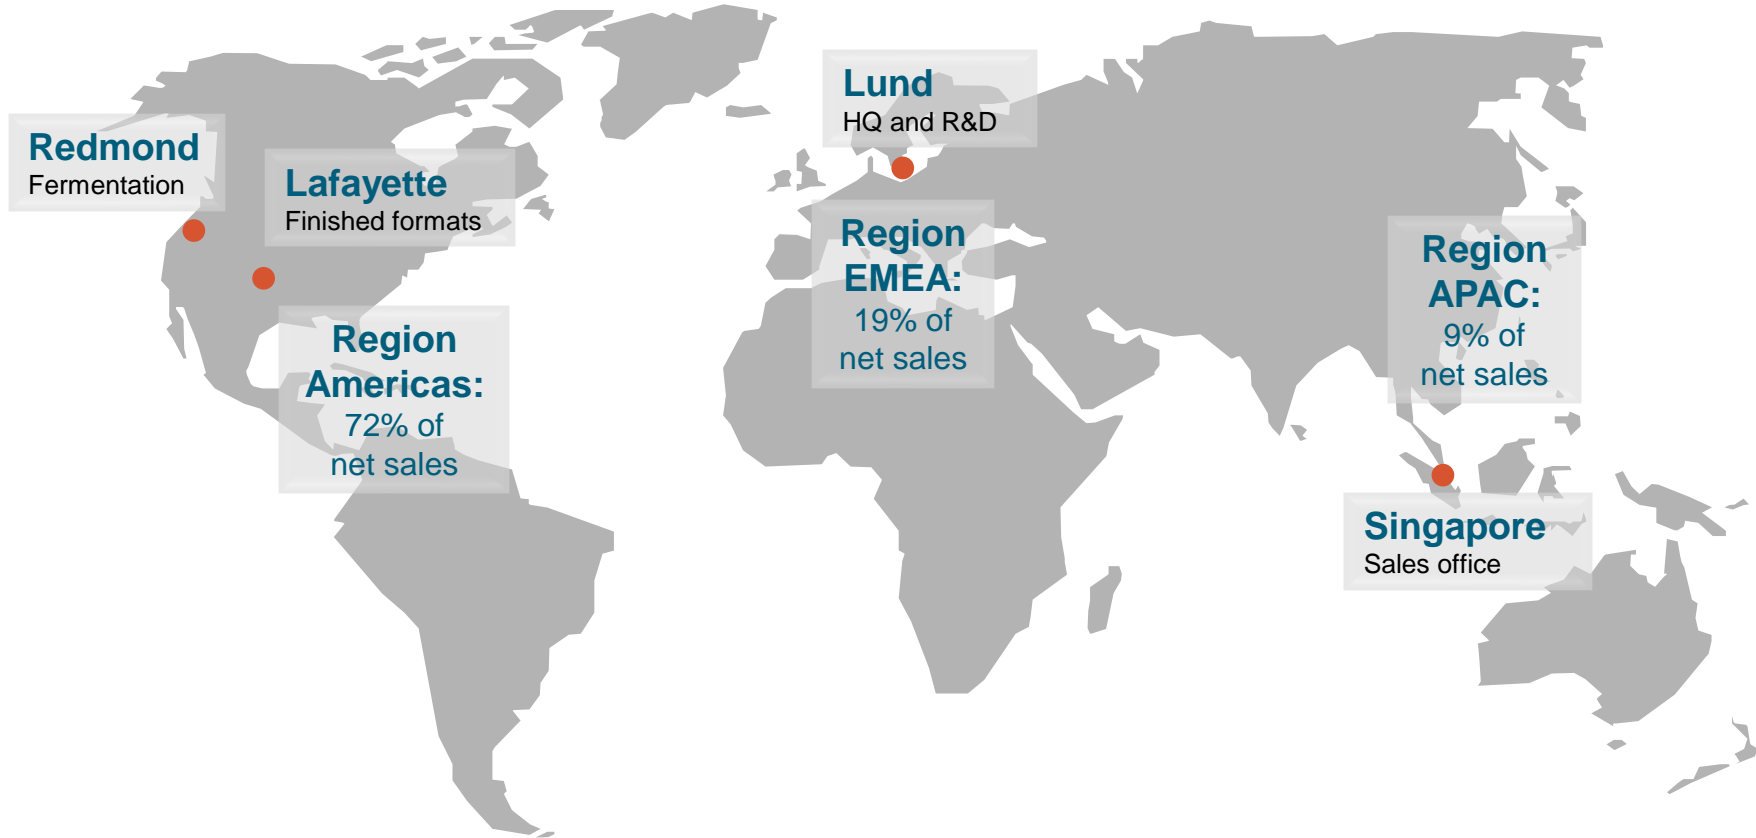 Redmond
Fermentation
Lafayette
Finished formats
Region
Americas:
72% of
net sales
Lund
HQ and R&D
Region
EMEA:
19% of
net sales
Region
APAC:
9% of
net sales
Singapore
Sales office